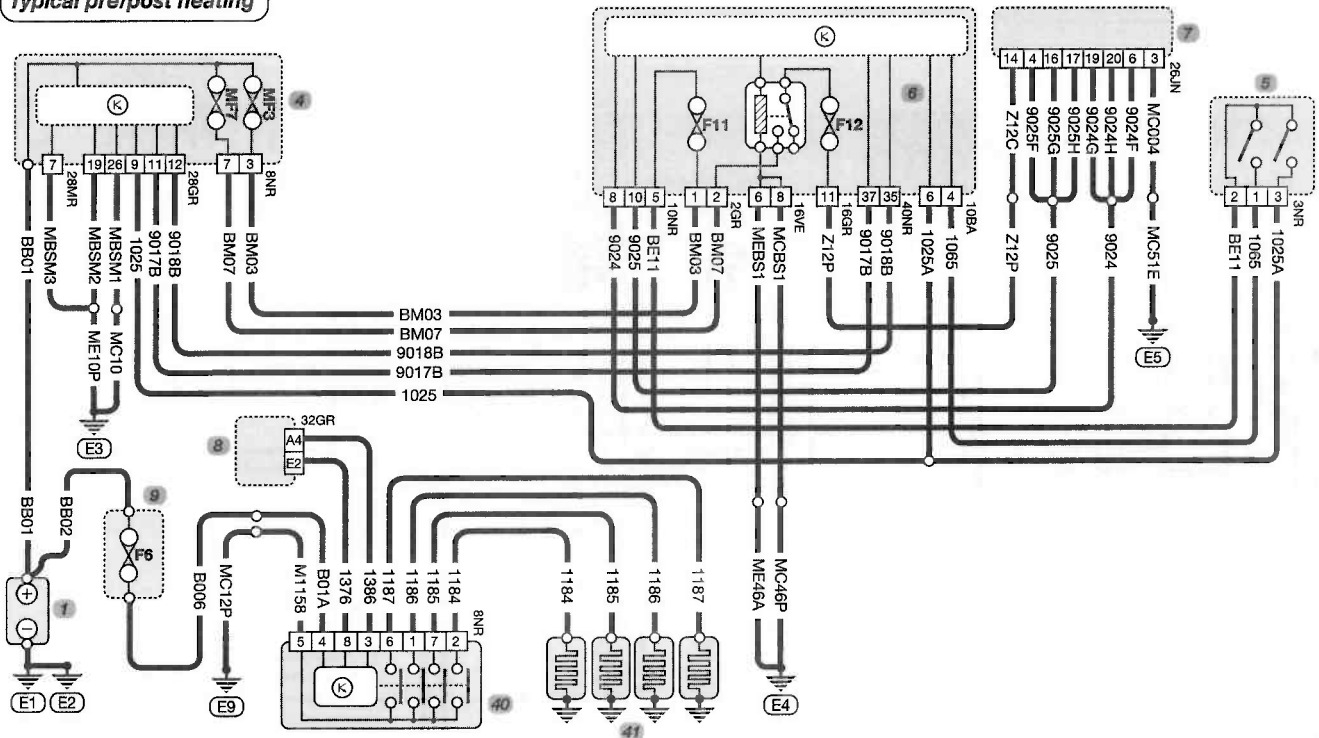 Typical pre/post heating
K
MF7
MF3
4
7
19
26
9
11
12
7
3
28MR
28GR
8NR
BB01
MBSM3
MBSM2
MBSM1
1025
9017B
9018B
BM07
BM03
ME10P
MC10
E3
K
6
F11
F12
8
10
5
1
2
6
8
11
37
35
6
4
10NR
2GR
16VE
16GR
40NR
10BA
9024
9025
BE11
BM03
BM07
MEBS1
MCBS1
Z12P
9017B
9018B
1025A
1065
7
14
4
16
17
19
20
6
3
26JN
Z12C
9025F
9025G
9025H
9024G
9024H
9024F
MC004
Z12P
9025
9024
MC51E
E5
5
2
1
3
3NR
BE11
1065
1025A
BM03
BM07
9018B
9017B
1025
8
32GR
A4
E2
BB01
BB02
9
F6
1
+
−
E1
E2
B006
MC12P
E9
M1158
B01A
1376
1386
1187
1186
1185
1184
8NR
5
4
8
3
6
1
7
2
K
40
1184
1185
1186
1187
41
ME46A
MC46P
E4